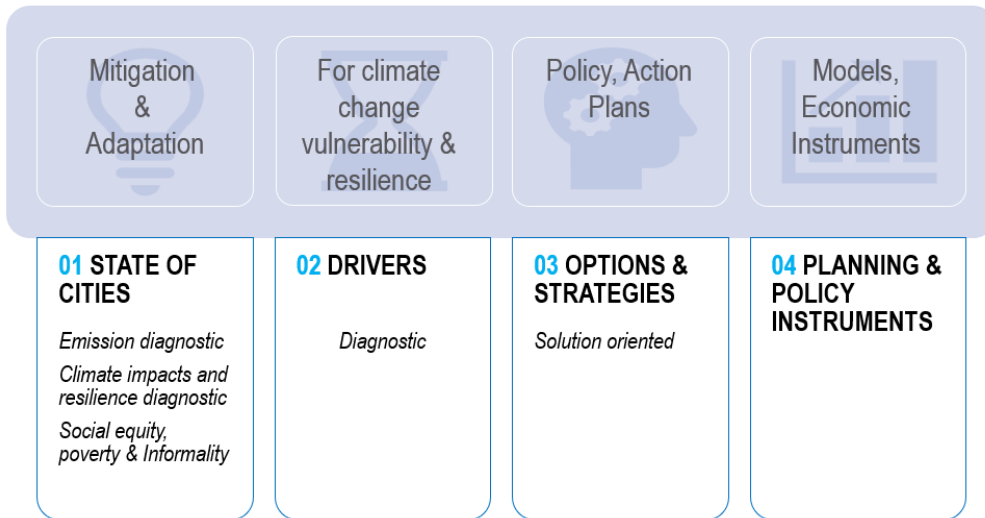 Mitigation
&
Adaptation
For climate
change
vulnerability &
resilience
Policy, Action
Plans
Models,
Economic
Instruments
01 STATE OF
CITIES
Emission diagnostic
Climate impacts and
resilience diagnostic
Social equity,
poverty & Informality
02 DRIVERS
Diagnostic
03 OPTIONS &
STRATEGIES
Solution oriented
04 PLANNING &
POLICY
INSTRUMENTS